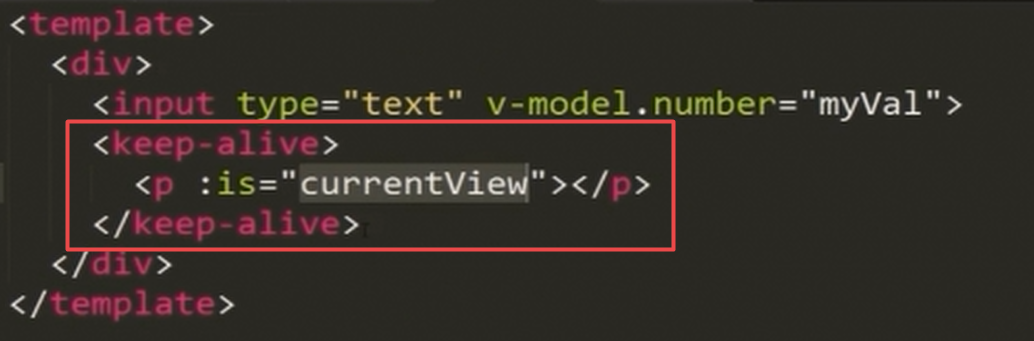 <template>
<div>
<input type="text" v-model.number="myVal">
<keep-alive>
<p :is="currentView"></p>
</keep-alive>
</div>
</template>